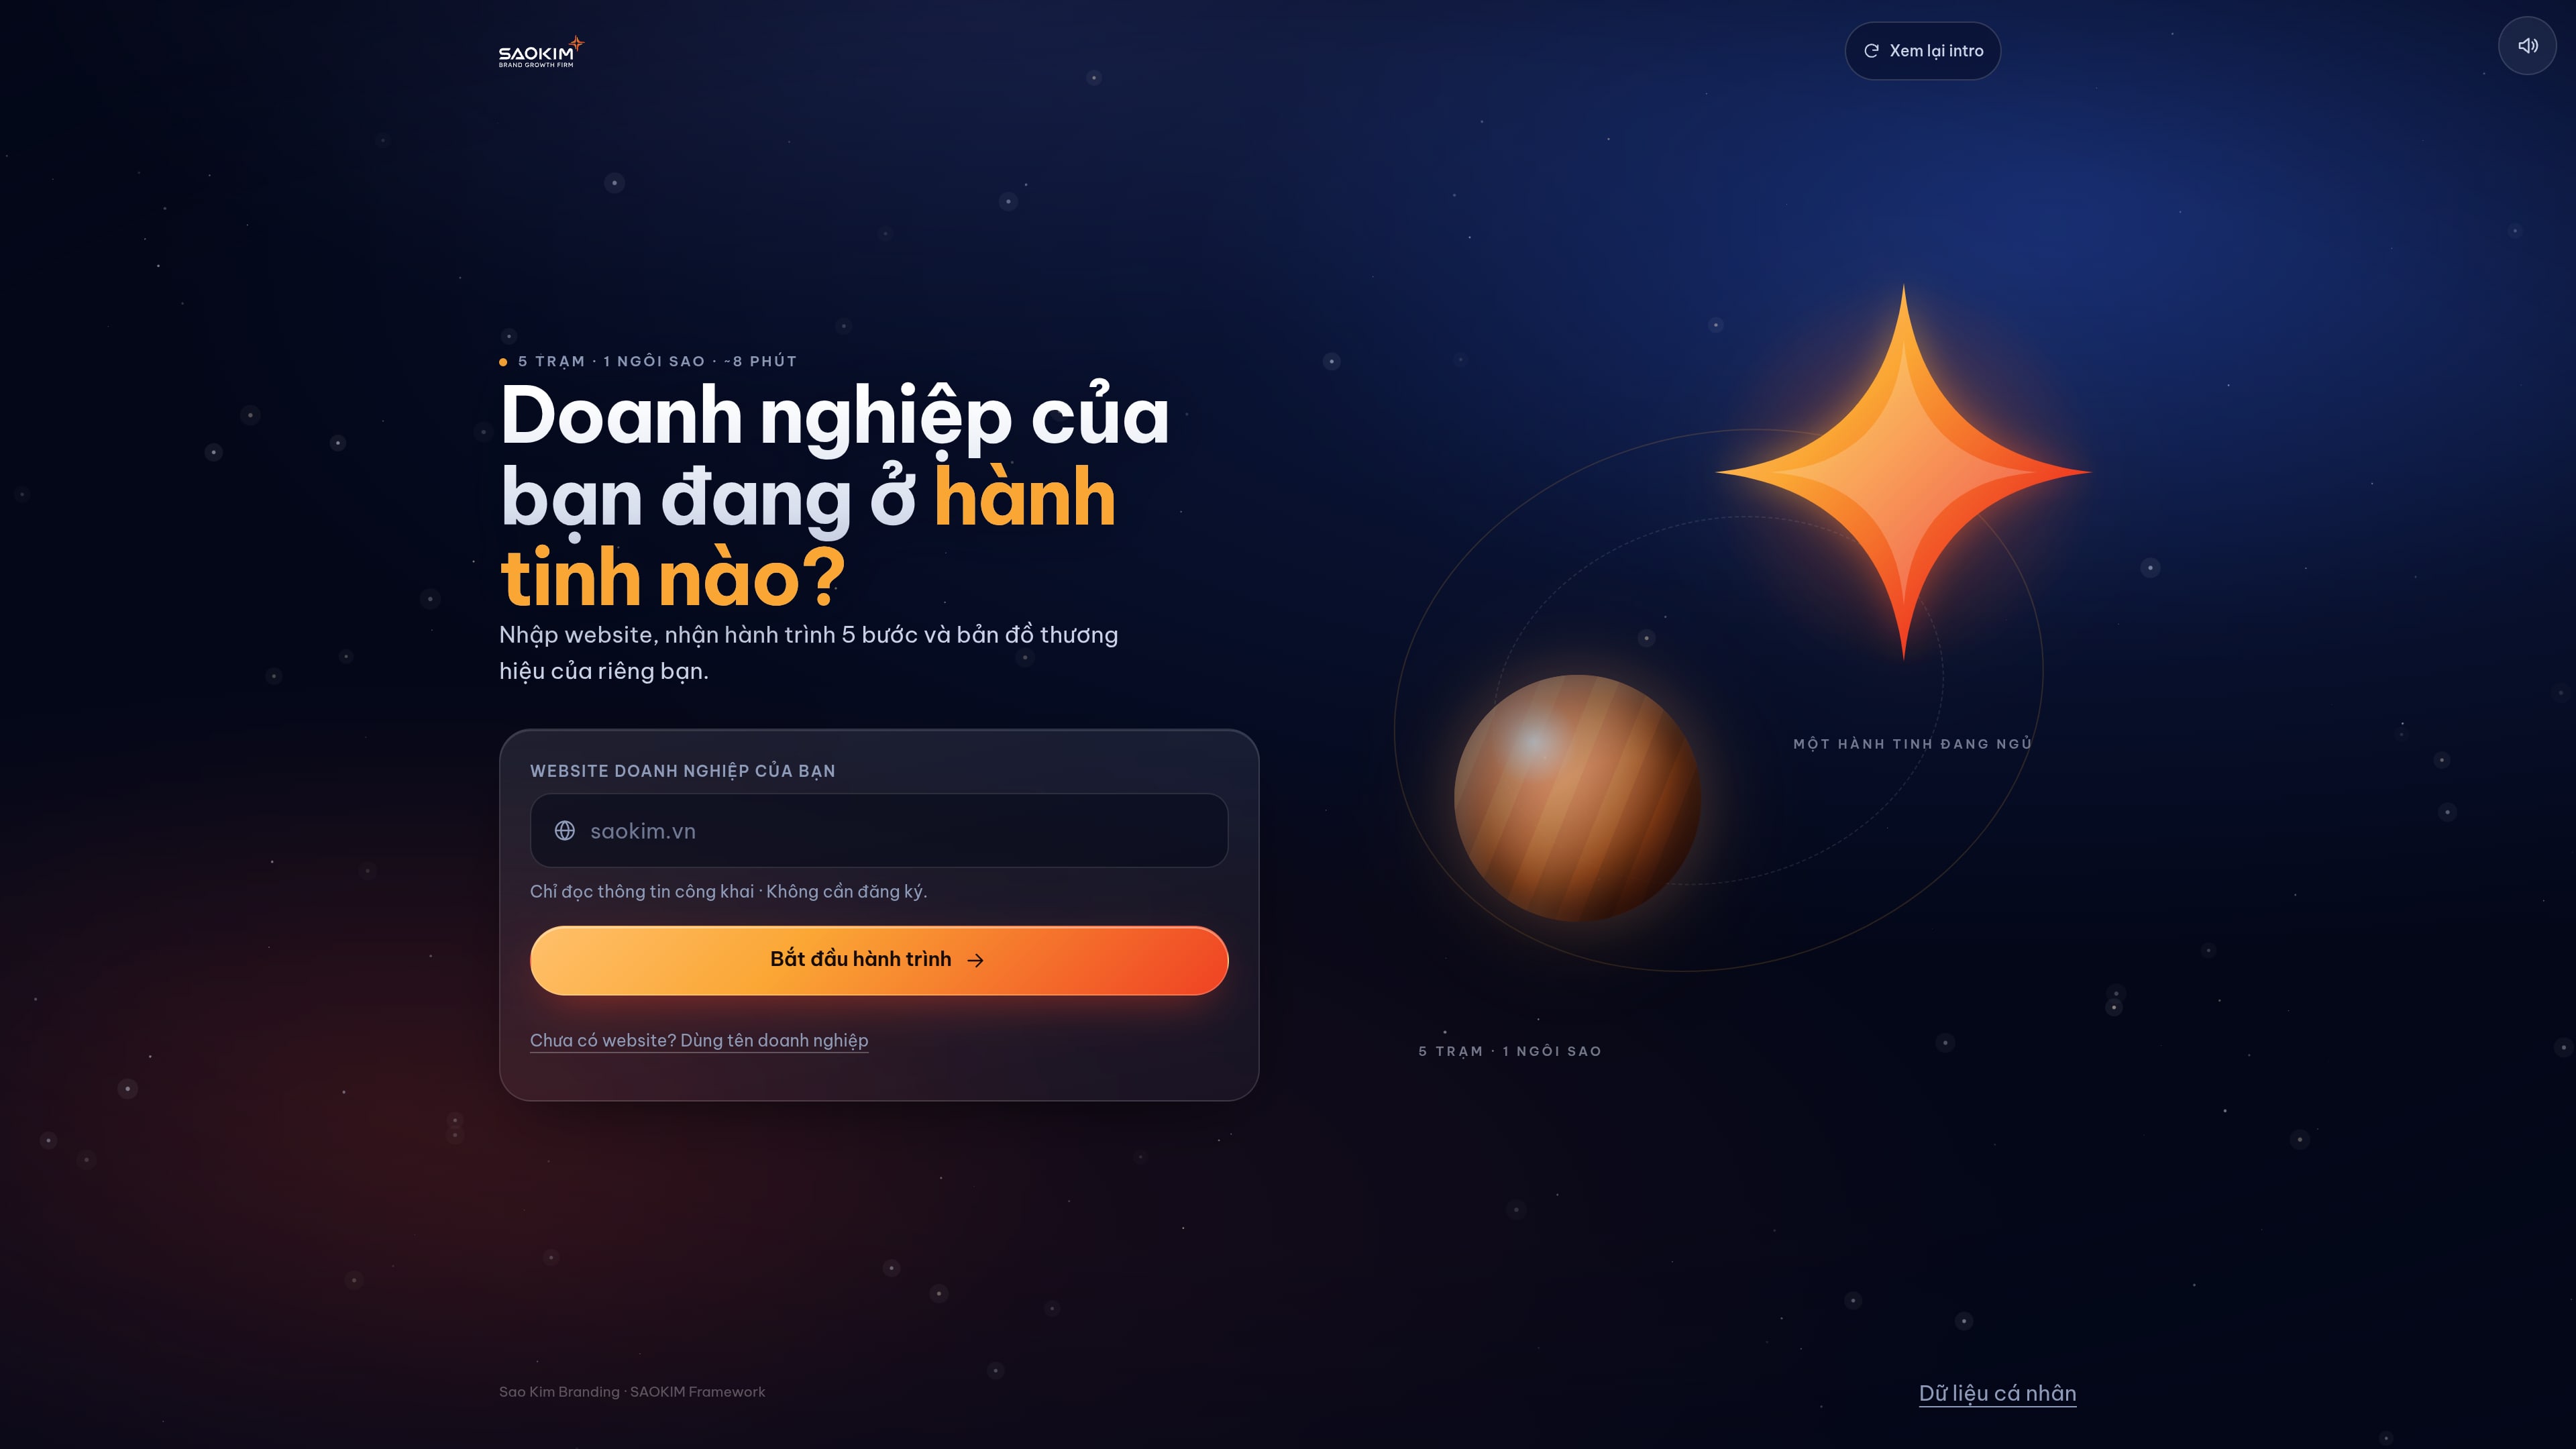 SAOKIM
BRAND GROWTH FIRM
Xem lại intro
5 TRẠM · 1 NGÔI SAO · ~8 PHÚT
Doanh nghiệp của
bạn đang ở hành
tinh nào?
Nhập website, nhận hành trình 5 bước và bản đồ thương
hiệu của riêng bạn.
WEBSITE DOANH NGHIỆP CỦA BẠN
saokim.vn
Chỉ đọc thông tin công khai · Không cần đăng ký.
Bắt đầu hành trình →
Chưa có website? Dùng tên doanh nghiệp
MỘT HÀNH TINH ĐANG NGỦ
5 TRẠM · 1 NGÔI SAO
Sao Kim Branding · SAOKIM Framework
Dữ liệu cá nhân